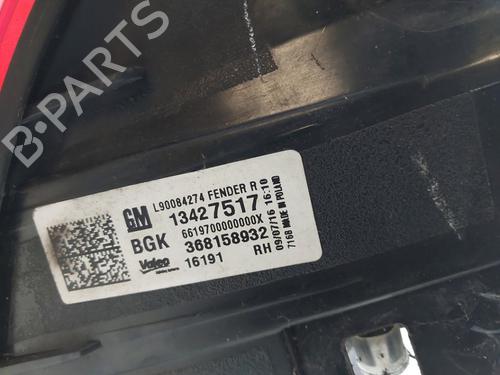 B-PARTS
L90084274 FENDER R
GM 13427517
6619700000000X
BGK 368158932
Valeo 16191 RH
09/07/16 16:10
7168 MADE IN POLAND